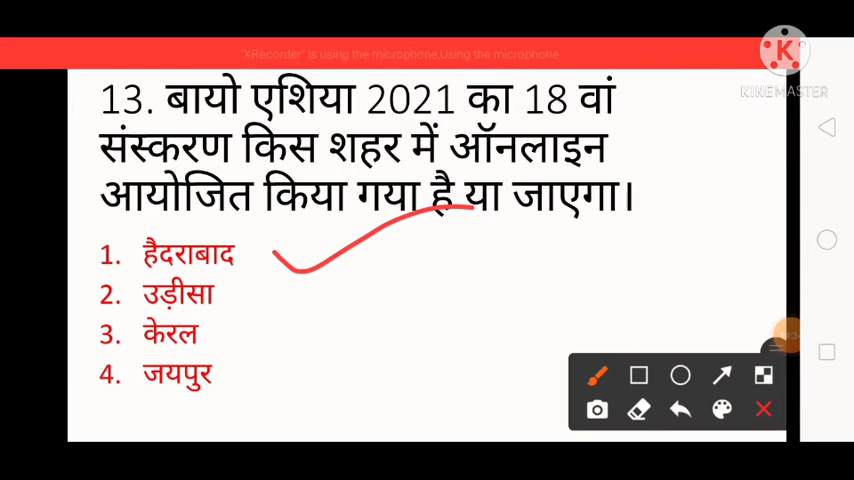 "XRecorder" is using the microphone,Using the microphone
K
KINEMASTER
13. बायो एशिया 2021 का 18 वां
संस्करण किस शहर में ऑनलाइन
आयोजित किया गया है या जाएगा।
1. हैदराबाद
2. उड़ीसा
3. केरल
4. जयपुर